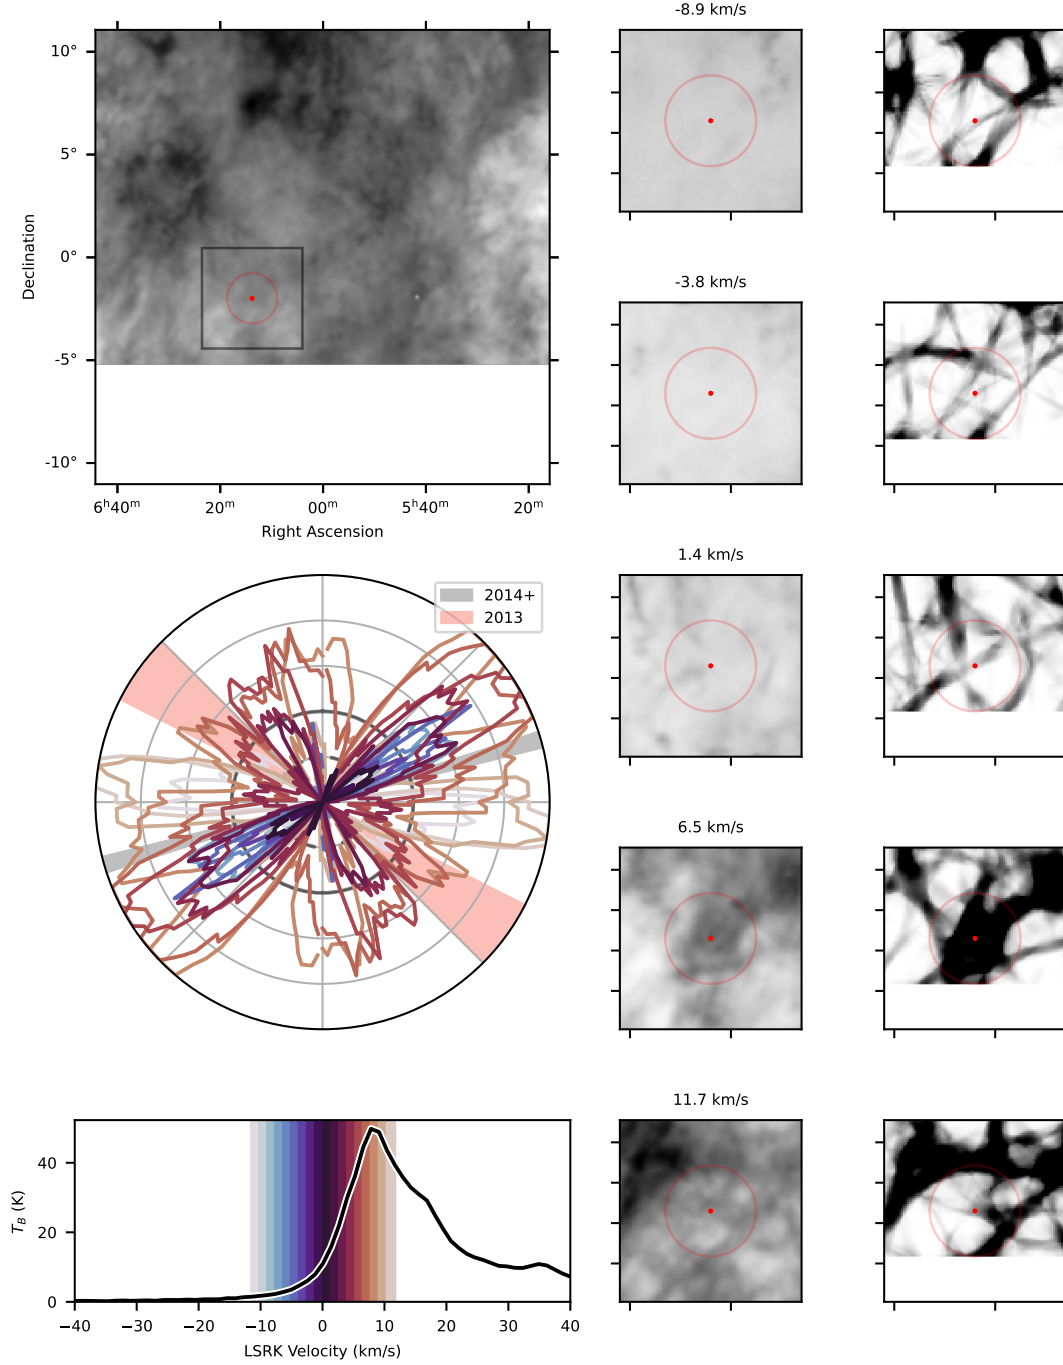 -8.9 km/s
10°
5°
0°
-5°
-10°
Declination
6ʰ40ᵐ
20ᵐ
00ᵐ
5ʰ40ᵐ
20ᵐ
Right Ascension
-3.8 km/s
1.4 km/s
2014+
2013
6.5 km/s
11.7 km/s
40
20
0
T_B (K)
−40
−30
−20
−10
0
10
20
30
40
LSRK Velocity (km/s)